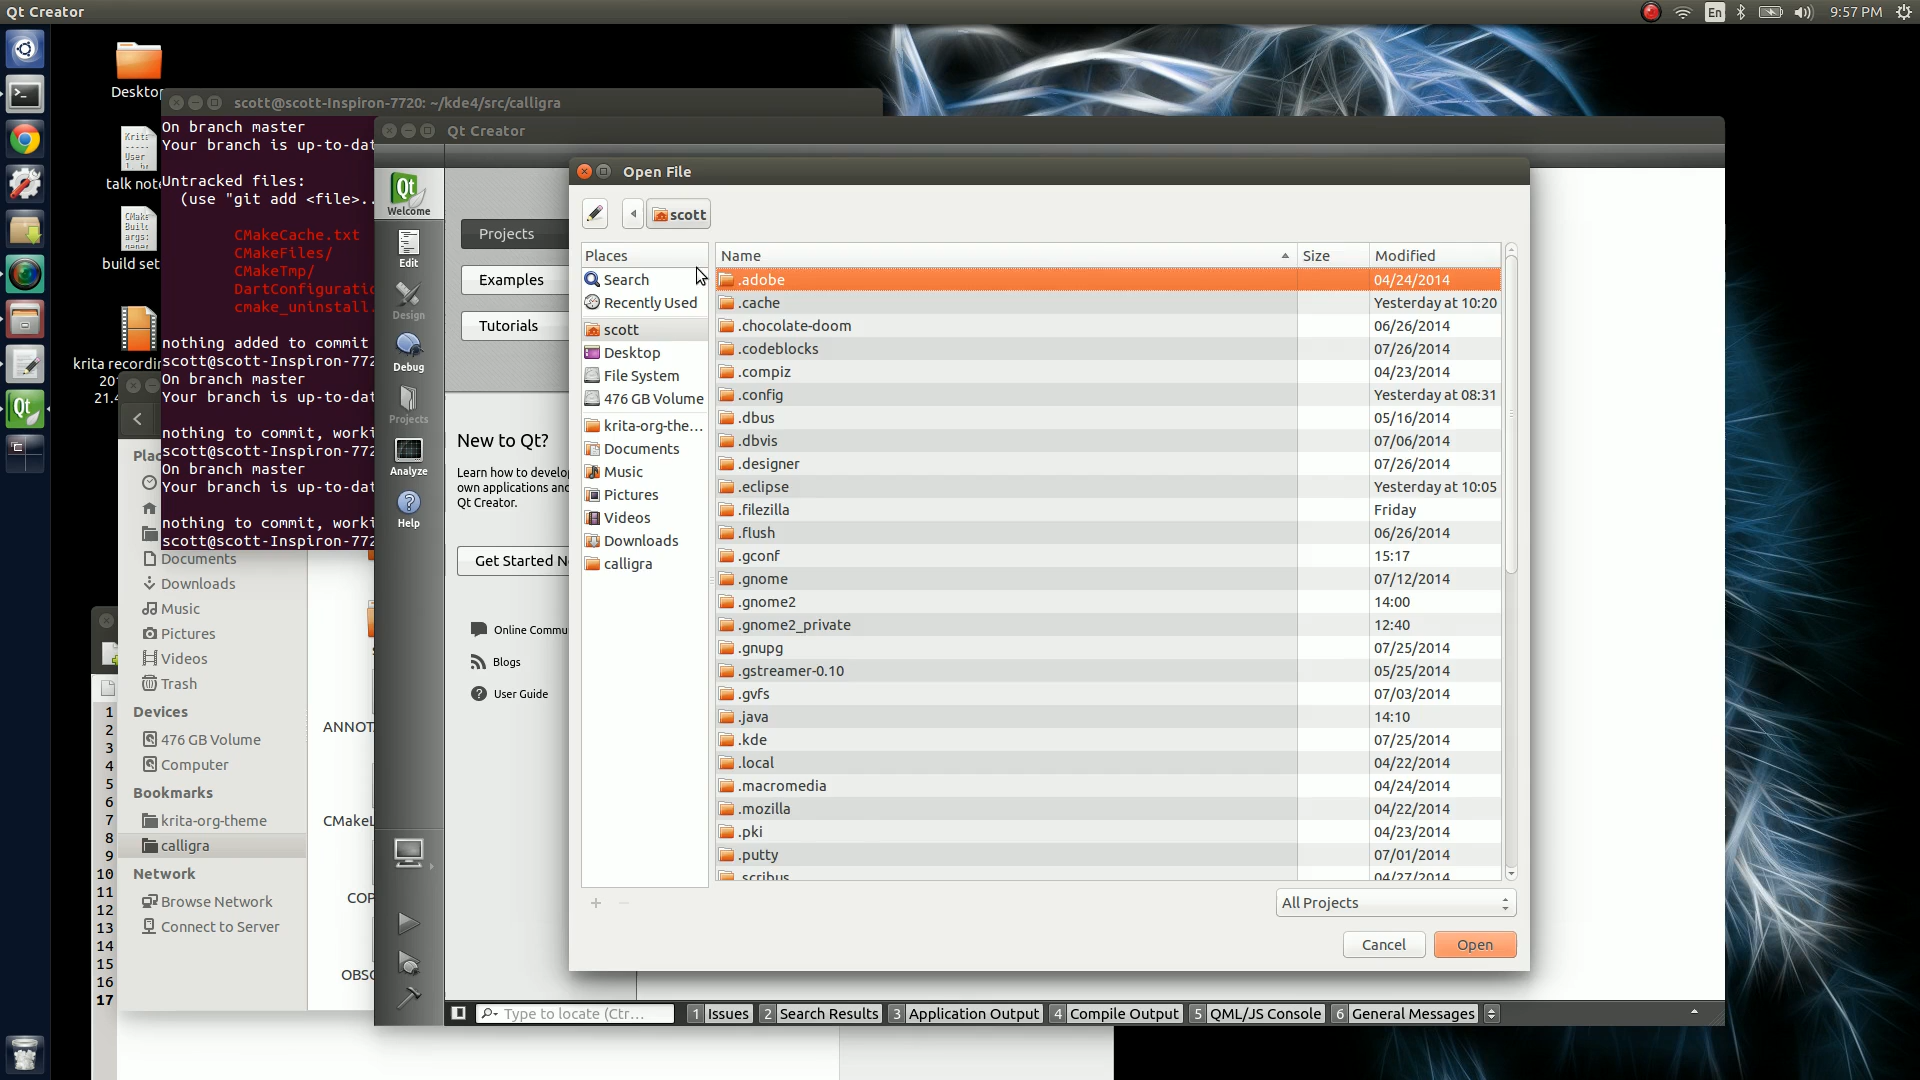 Qt Creator
En
9:57 PM
Desktop
scott@scott-Inspiron-7720: ~/kde4/src/calligra
On branch master
Your branch is up-to-dat
Untracked files:
(use "git add <file>..
CMakeCache.txt
CMakeFiles/
CMakeTmp/
DartConfiguratio
cmake_uninstall.
nothing added to commit
scott@scott-Inspiron-772
On branch master
Your branch is up-to-dat
nothing to commit, worki
scott@scott-Inspiron-772
On branch master
Your branch is up-to-dat
nothing to commit, worki
scott@scott-Inspiron-772
talk note
build set
krita recordin
20
21.4
Plac
Documents
Downloads
Music
Pictures
Videos
Trash
Devices
476 GB Volume
Computer
Bookmarks
krita-org-theme
calligra
Network
Browse Network
Connect to Server
ANNOT
CMakeL
COP
OBSC
1
2
3
4
5
6
7
8
9
10
11
12
13
14
15
16
17
Qt Creator
Qt
Welcome
Edit
Design
Debug
Projects
Analyze
Help
Projects
Examples
Tutorials
New to Qt?
Learn how to develo
own applications an
Qt Creator.
Get Started N
Online Commu
Blogs
User Guide
Open File
scott
Places
Search
Recently Used
scott
Desktop
File System
476 GB Volume
krita-org-the...
Documents
Music
Pictures
Videos
Downloads
calligra
Name Size Modified
.adobe 04/24/2014
.cache Yesterday at 10:20
.chocolate-doom 06/26/2014
.codeblocks 07/26/2014
.compiz 04/23/2014
.config Yesterday at 08:31
.dbus 05/16/2014
.dbvis 07/06/2014
.designer 07/26/2014
.eclipse Yesterday at 10:05
.filezilla Friday
.flush 06/26/2014
.gconf 15:17
.gnome 07/12/2014
.gnome2 14:00
.gnome2_private 12:40
.gnupg 07/25/2014
.gstreamer-0.10 05/25/2014
.gvfs 07/03/2014
.java 14:10
.kde 07/25/2014
.local 04/22/2014
.macromedia 04/24/2014
.mozilla 04/22/2014
.pki 04/23/2014
.putty 07/01/2014
.scribus 04/27/2014
All Projects
Cancel Open
Type to locate (Ctr...
1 Issues 2 Search Results 3 Application Output 4 Compile Output 5 QML/JS Console 6 General Messages